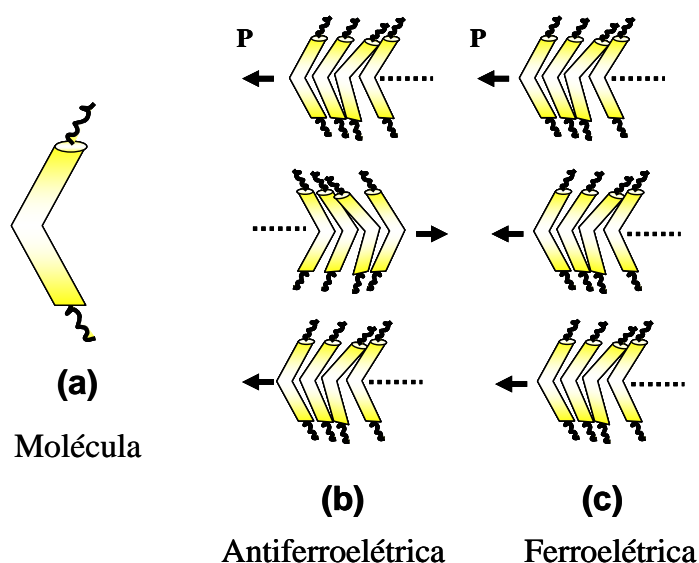 P
P
(a)
Molécula
(b)
(c)
Antiferroelétrica
Ferroelétrica